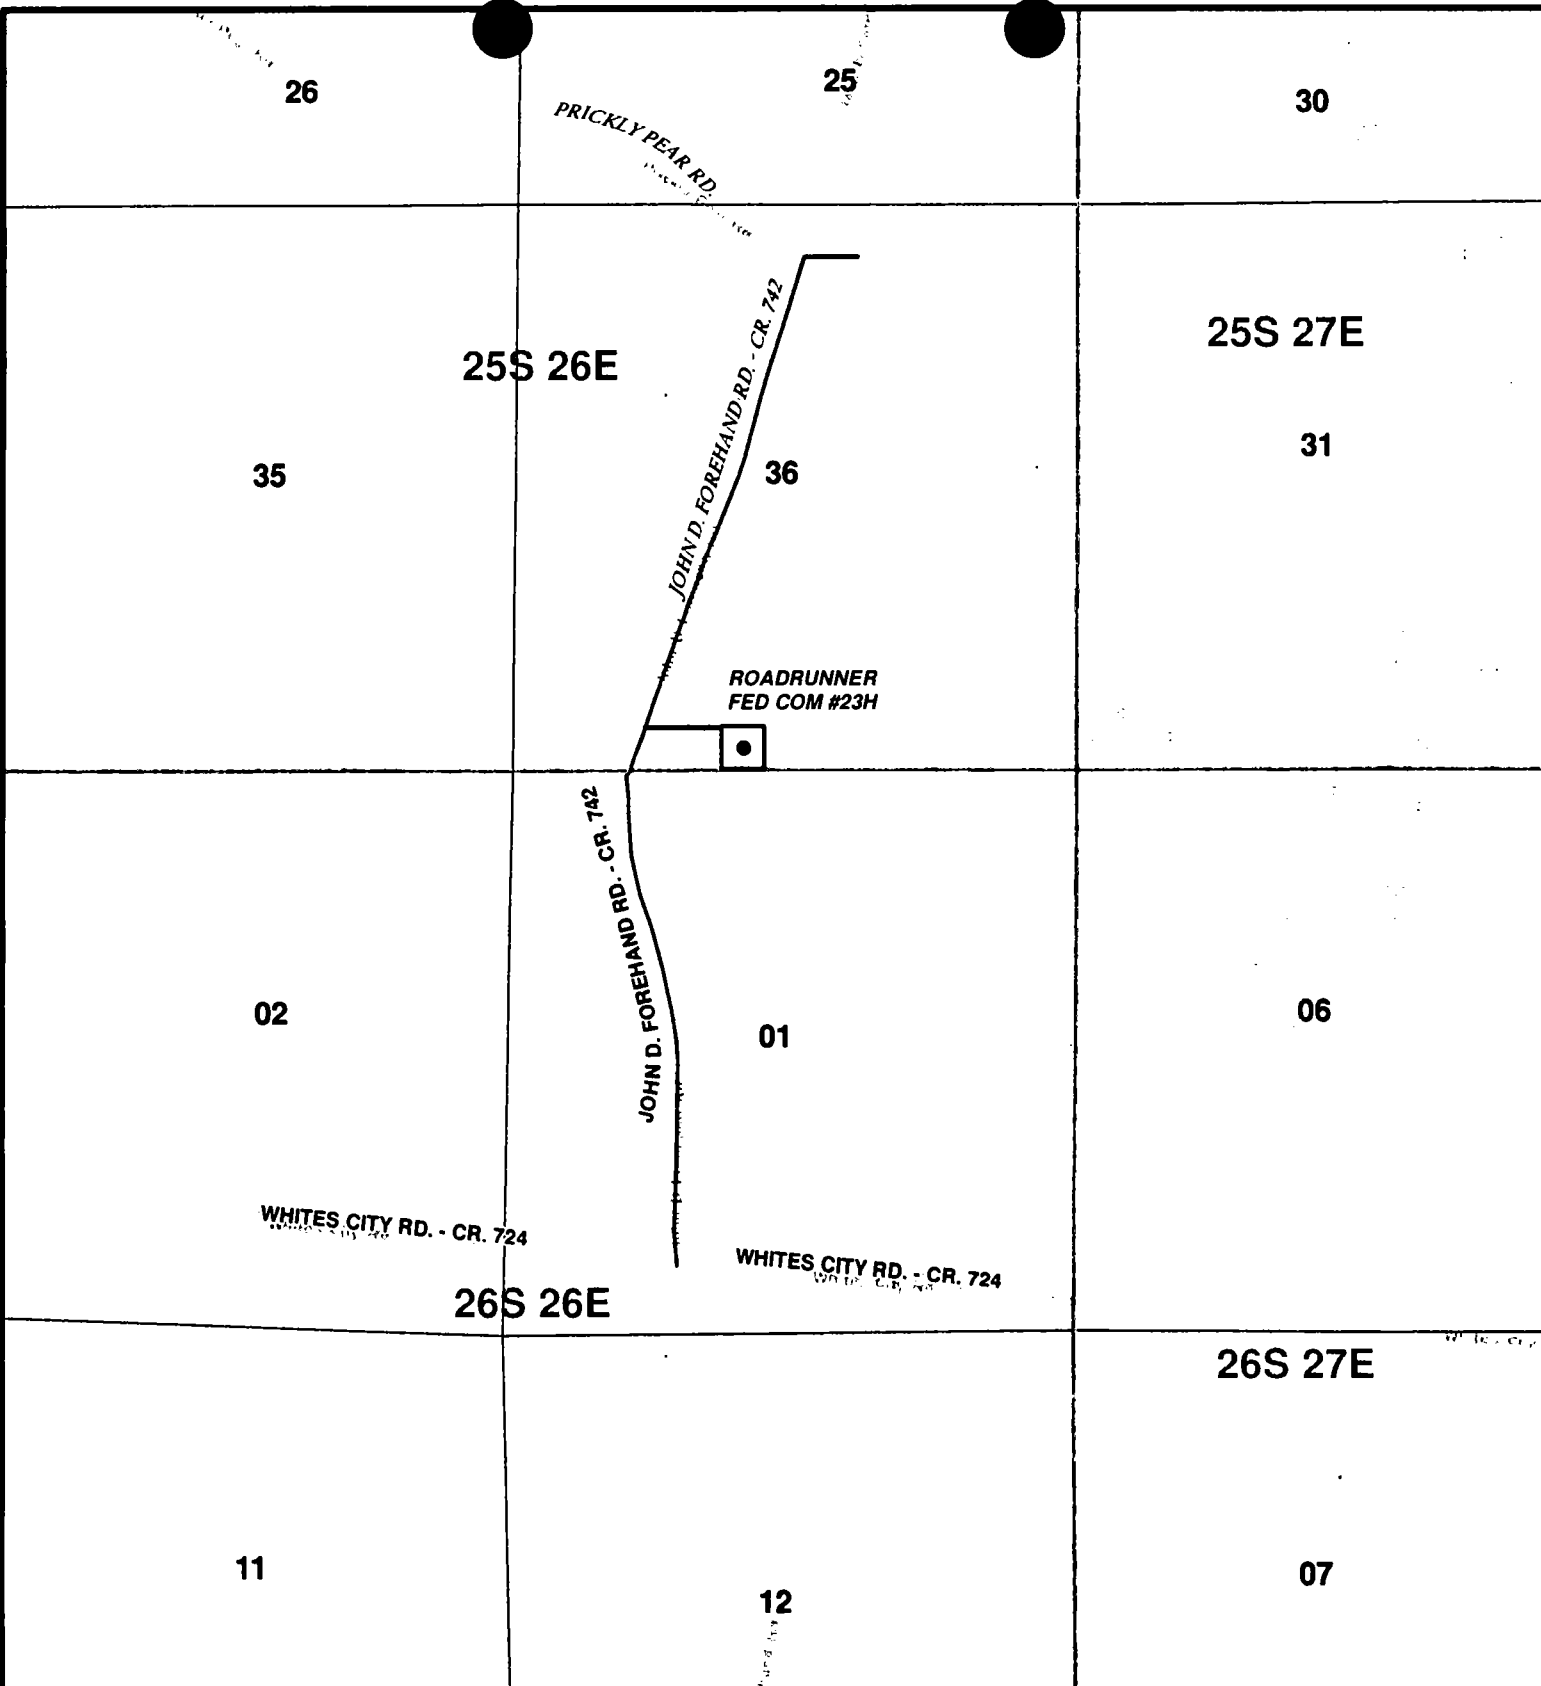 26
25
30
PRICKLY PEAR RD.
25S 26E
25S 27E
JOHN D. FOREHAND RD. - CR. 742
35
36
31
ROADRUNNER
FED COM #23H
JOHN D. FOREHAND RD. - CR. 742
02
01
06
WHITES CITY RD. - CR. 724
WHITES CITY RD. - CR. 724
26S 26E
26S 27E
11
12
07